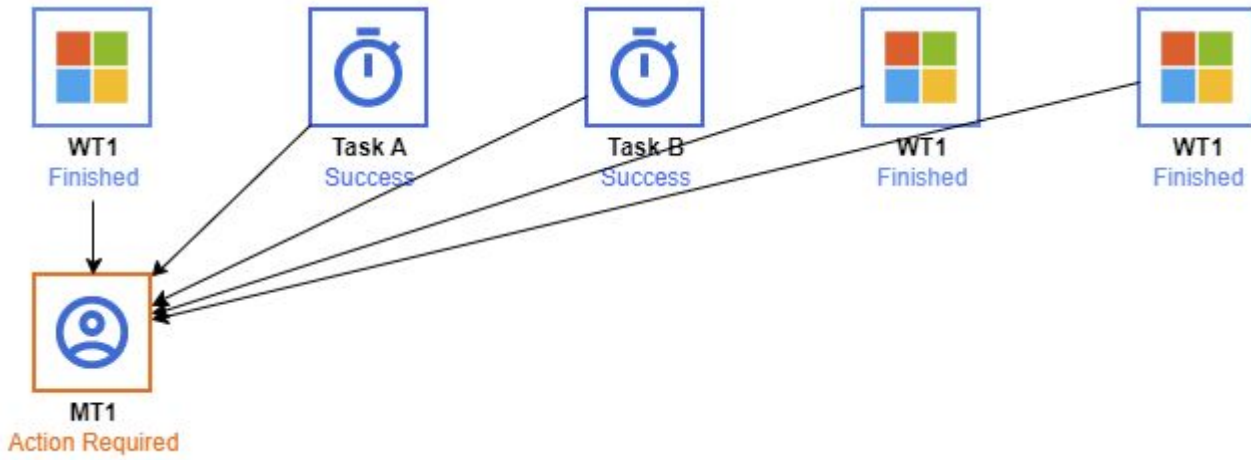 WT1
Finished
Task A
Success
Task B
Success
WT1
Finished
WT1
Finished
MT1
Action Required